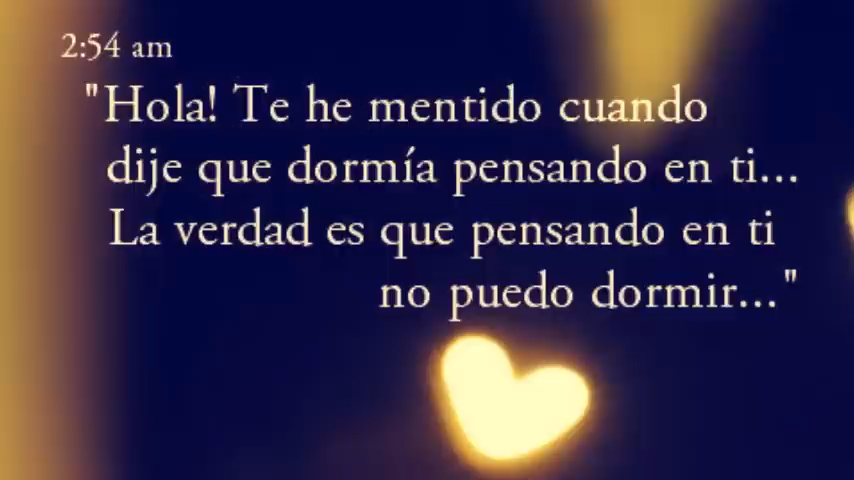 2:54 am
"Hola! Te he mentido cuando
dije que dormía pensando en ti...
La verdad es que pensando en ti
no puedo dormir..."